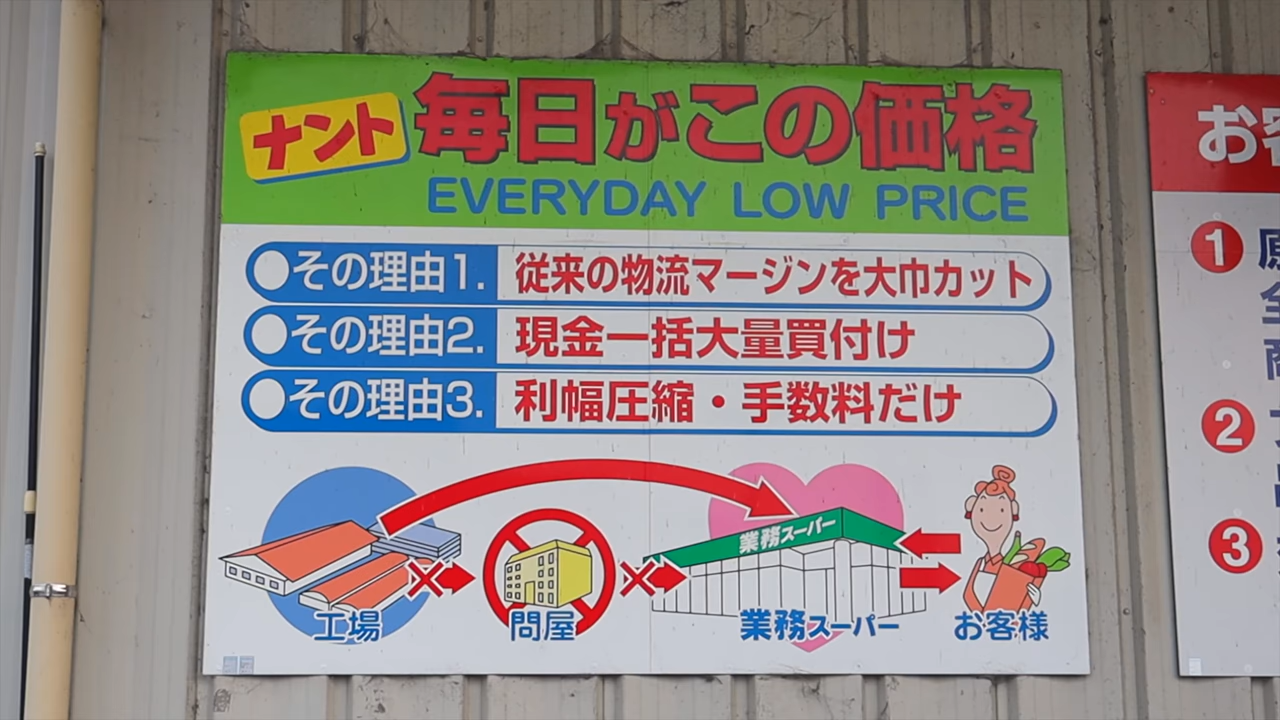 ナント 毎日がこの価格
EVERYDAY LOW PRICE
●その理由1. 従来の物流マージンを大巾カット
●その理由2. 現金一括大量買付け
●その理由3. 利幅圧縮・手数料だけ
業務スーパー
工場
問屋
業務スーパー
お客様
お客
1
2
3